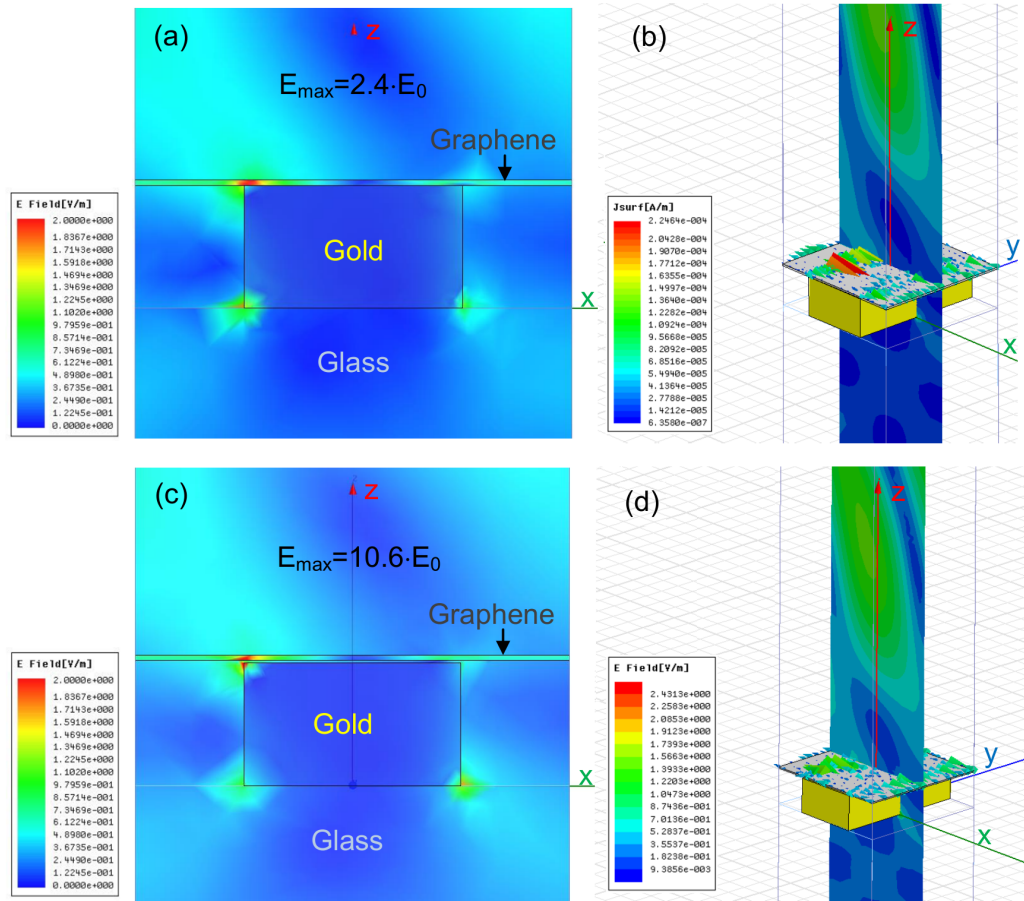 (a)
z
Emax=2.4·E0
Graphene
Gold
Glass
x
E Field[V/m]
2.0000e+000
1.8367e+000
1.7143e+000
1.5918e+000
1.4694e+000
1.3469e+000
1.2245e+000
1.1020e+000
9.7959e-001
8.5714e-001
7.3469e-001
6.1224e-001
4.8980e-001
3.6735e-001
2.4490e-001
1.2245e-001
0.0000e+000
(b)
z
y
x
Jsurf[A/m]
2.2464e-004
2.0428e-004
1.9070e-004
1.7712e-004
1.6355e-004
1.4997e-004
1.3640e-004
1.2282e-004
1.0924e-004
9.5668e-005
8.2092e-005
6.8516e-005
5.4940e-005
4.1364e-005
2.7788e-005
1.4212e-005
6.3580e-007
(c)
z
Emax=10.6·E0
Graphene
Gold
Glass
x
E Field[V/m]
2.0000e+000
1.8367e+000
1.7143e+000
1.5918e+000
1.4694e+000
1.3469e+000
1.2245e+000
1.1020e+000
9.7959e-001
8.5714e-001
7.3469e-001
6.1224e-001
4.8980e-001
3.6735e-001
2.4490e-001
1.2245e-001
0.0000e+000
(d)
z
y
x
E Field[V/m]
2.4313e+000
2.2583e+000
2.0853e+000
1.9123e+000
1.7393e+000
1.5663e+000
1.3933e+000
1.2203e+000
1.0473e+000
8.7436e-001
7.0136e-001
5.2837e-001
3.5537e-001
1.8238e-001
9.3856e-003